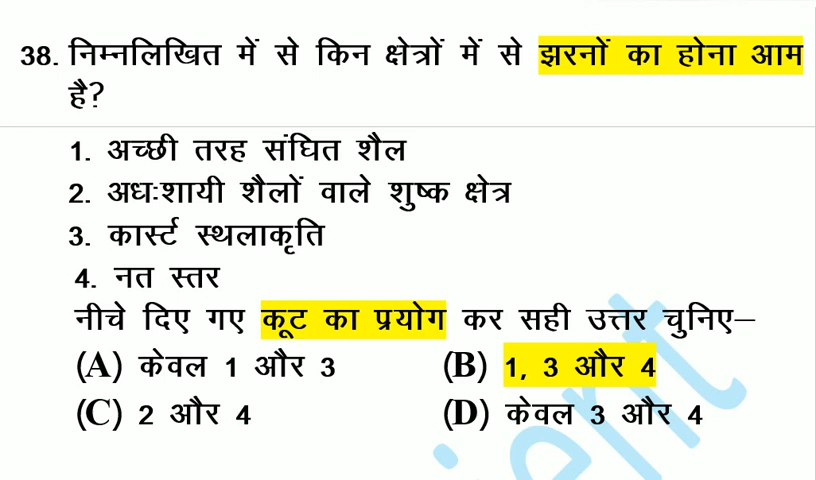 38. निम्नलिखित में से किन क्षेत्रों में से झरनों का होना आम
है?
1. अच्छी तरह संघित शैल
2. अधःशायी शैलों वाले शुष्क क्षेत्र
3. कार्स्ट स्थलाकृति
4. नत स्तर
नीचे दिए गए कूट का प्रयोग कर सही उत्तर चुनिए–
(A) केवल 1 और 3 (B) 1, 3 और 4
(C) 2 और 4 (D) केवल 3 और 4